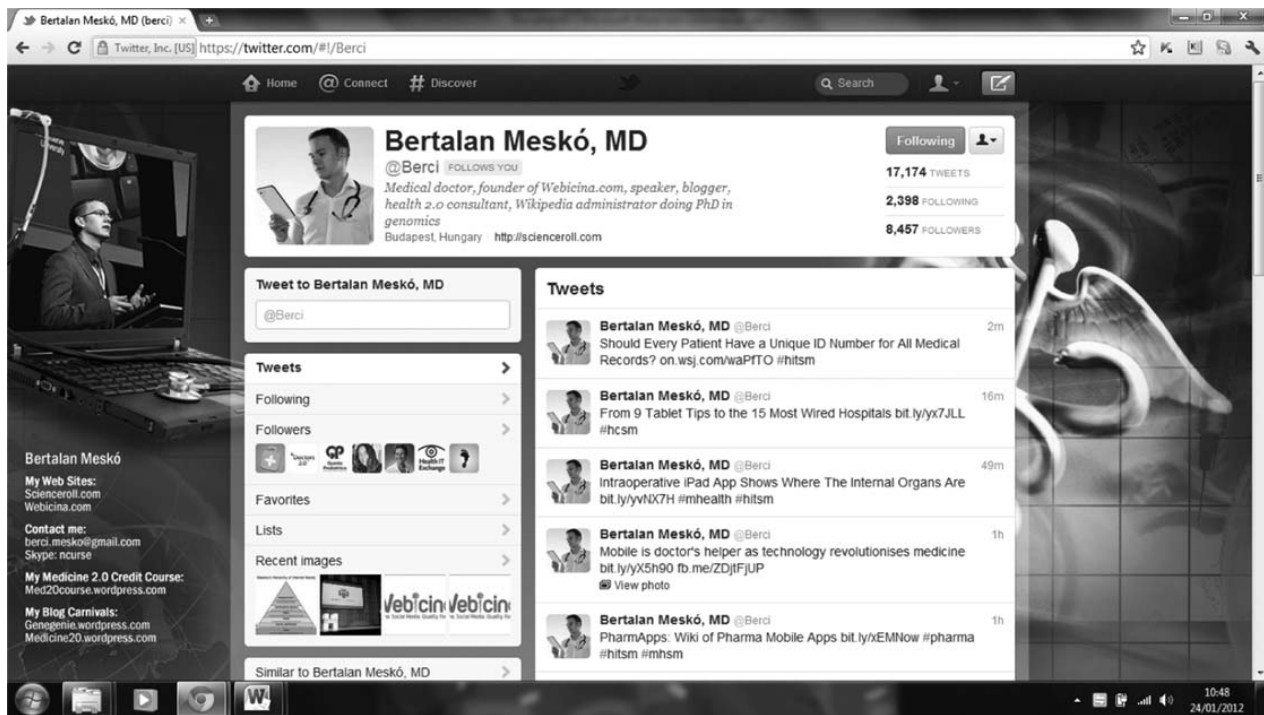 Bertalan Meskó, MD (berci)
Twitter, Inc. [US] https://twitter.com/#!/Berci
Home Connect Discover
Search
Bertalan Meskó, MD
@Berci FOLLOWS YOU
Medical doctor, founder of Webicina.com, speaker, blogger,
health 2.0 consultant, Wikipedia administrator doing PhD in
genomics
Budapest, Hungary http://scienceroll.com
Following
17,174 TWEETS
2,398 FOLLOWING
8,457 FOLLOWERS
Tweet to Bertalan Meskó, MD
@Berci
Tweets
Following
Followers
Doctors 2.0
GP
Health IT
Exchange
Favorites
Lists
Recent images
Webicin Webicin
Similar to Bertalan Meskó, MD
Tweets
Bertalan Meskó, MD @Berci 2m
Should Every Patient Have a Unique ID Number for All Medical
Records? on.wsj.com/waPfTO #hitsm
Bertalan Meskó, MD @Berci 16m
From 9 Tablet Tips to the 15 Most Wired Hospitals bit.ly/yx7JLL
#hcsm
Bertalan Meskó, MD @Berci 49m
Intraoperative iPad App Shows Where The Internal Organs Are
bit.ly/yvNX7H #mhealth #hitsm
Bertalan Meskó, MD @Berci 1h
Mobile is doctor's helper as technology revolutionises medicine
bit.ly/yX5h90 fb.me/ZDjtFjUP
View photo
Bertalan Meskó, MD @Berci 1h
PharmApps: Wiki of Pharma Mobile Apps bit.ly/xEMNow #pharma
#hitsm #mhsm
Bertalan Meskó
My Web Sites:
Scienceroll.com
Webicina.com
Contact me:
berci.mesko@gmail.com
Skype: ncurse
My Medicine 2.0 Credit Course:
Med20course.wordpress.com
My Blog Carnivals:
Genegenie.wordpress.com
Medicine20.wordpress.com
10:48
24/01/2012